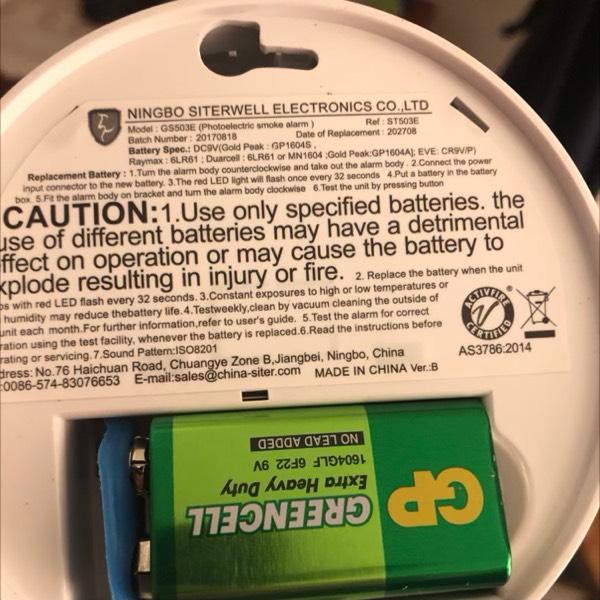 NINGBO SITERWELL ELECTRONICS CO.,LTD
Model : GS503E (Photoelectric smoke alarm ) Ref : ST503E
Batch Number : 20170818 Date of Replacement : 202708
Battery Spec.: DC9V(Gold Peak : GP1604S ,
Raymax : 6LR61 ; Duarcell : 6LR61 or MN1604 ;Gold Peak:GP1604A]; EVE: CR9V/P)
Replacement Battery : 1.Turn the alarm body counterclockwise and take out the alarm body . 2.Connect the power
input connector to the new battery. 3.The red LED light will flash once every 32 seconds 4.Put a battery in the battery
box. 5.Fit the alarm body on bracket and turn the alarm body clockwise 6.Test the unit by pressing button
CAUTION:1.Use only specified batteries. the
use of different batteries may have a detrimental
effect on operation or may cause the battery to
explode resulting in injury or fire. 2. Replace the battery when the unit
ps with red LED flash every 32 seconds. 3.Constant exposures to high or low temperatures or
humidity may reduce thebattery life. 4.Testweekly,clean by vacuum cleaning the outside of
unit each month.For further information,refer to user's guide. 5.Test the alarm for correct
ration using the test facility, whenever the battery is replaced.6.Read the instructions before
rating or servicing. 7.Sound Pattern:ISO8201
dress: No.76 Haichuan Road, Chuangye Zone B,Jiangbei, Ningbo, China
:0086-574-83076653 E-mail:sales@china-siter.com MADE IN CHINA Ver.:B
ACTIVFIRE
®
CERTIFIED
AS3786:2014
GP
GREENCELL
Extra Heavy Duty
1604GLF 6F22 9V
NO LEAD ADDED